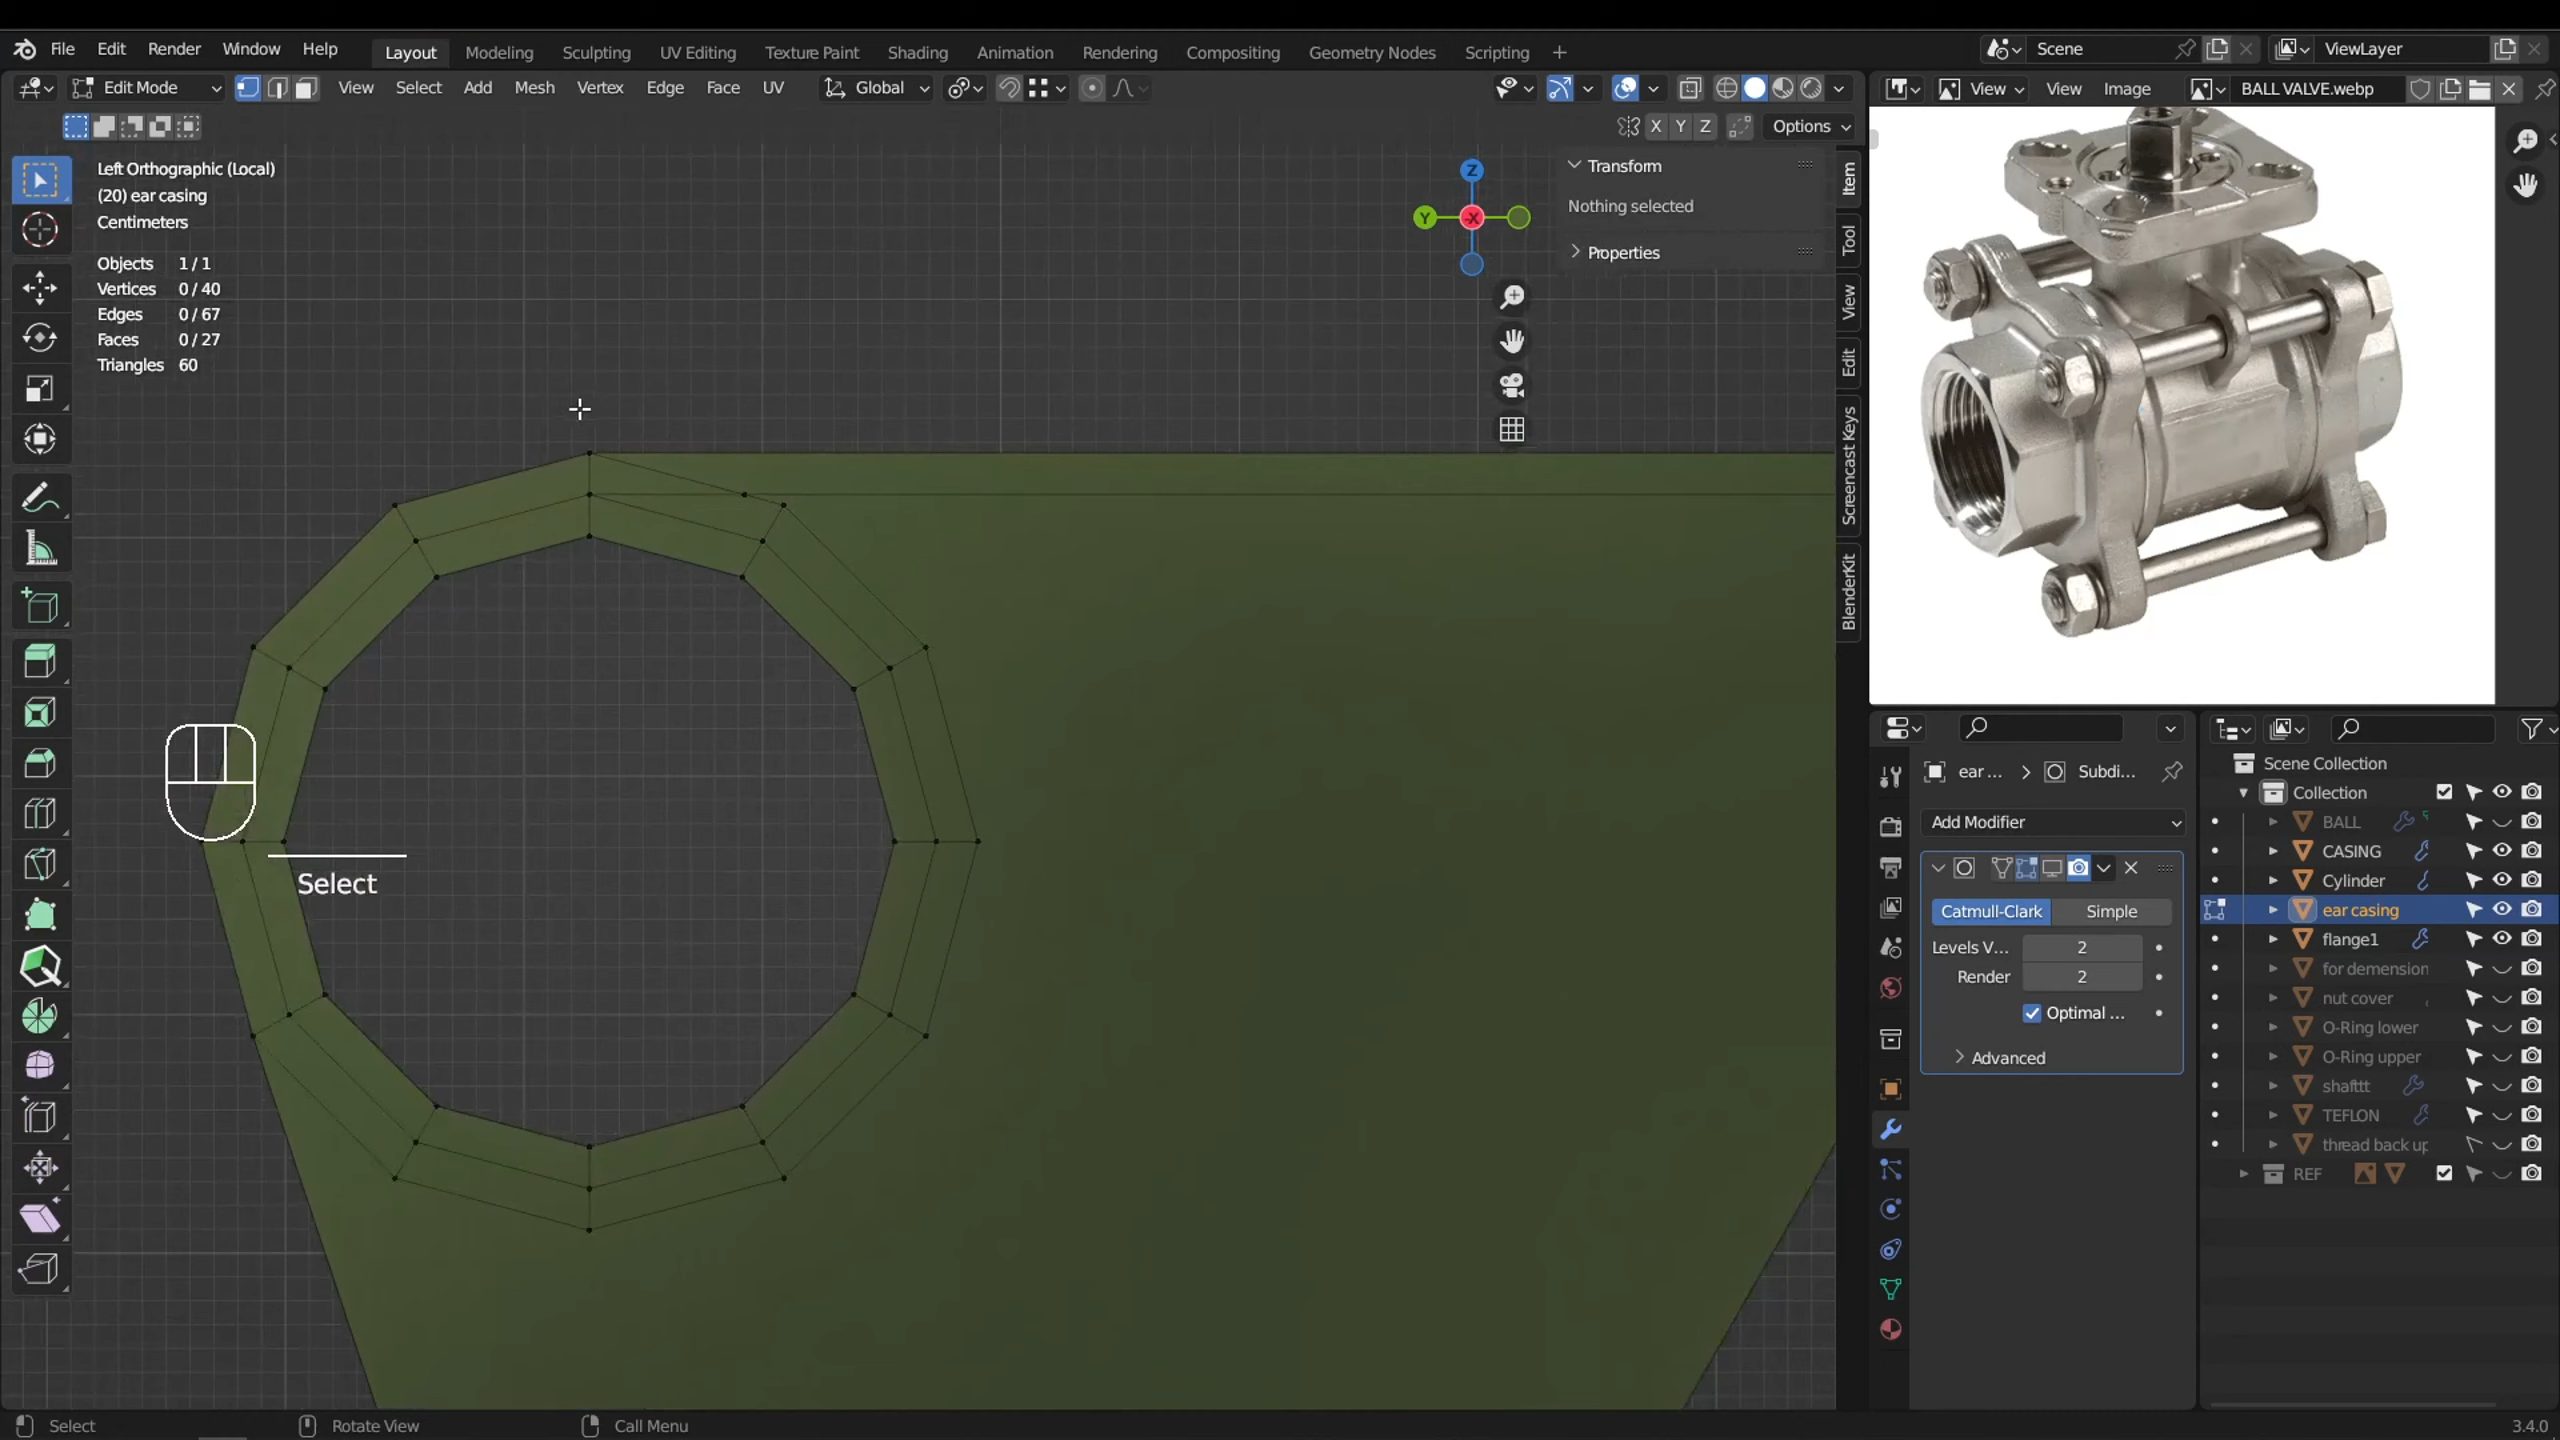 File Edit Render Window Help Layout Modeling Sculpting UV Editing Texture Paint Shading Animation Rendering Compositing Geometry Nodes Scripting Scene ViewLayer
Edit Mode View Select Add Mesh Vertex Edge Face UV Global View View Image BALL VALVE.webp
X Y Z Options
Left Orthographic (Local)
(20) ear casing
Centimeters
Objects 1 / 1
Vertices 0 / 40
Edges 0 / 67
Faces 0 / 27
Triangles 60
Z
Y
-X
Transform
Nothing selected
Properties
Item
Tool
View
Edit
Screencast Keys
BlenderKit
Select
ear ... Subdi...
Add Modifier
Catmull-Clark Simple
Levels V... 2
Render 2
Optimal ...
Advanced
Scene Collection
Collection
BALL
CASING
Cylinder
ear casing
flange1
for demension
nut cover
O-Ring lower
O-Ring upper
shafttt
TEFLON
thread back up
REF
Select Rotate View Call Menu 3.4.0